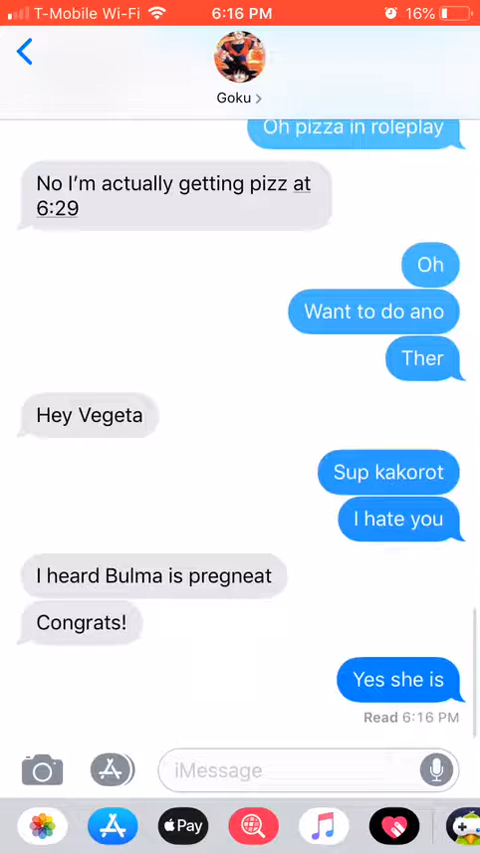 T-Mobile Wi-Fi 6:16 PM 16%
Goku
Oh pizza in roleplay
No I'm actually getting pizz at
6:29
Oh
Want to do ano
Ther
Hey Vegeta
Sup kakorot
I hate you
I heard Bulma is pregneat
Congrats!
Yes she is
Read 6:16 PM
iMessage
Pay